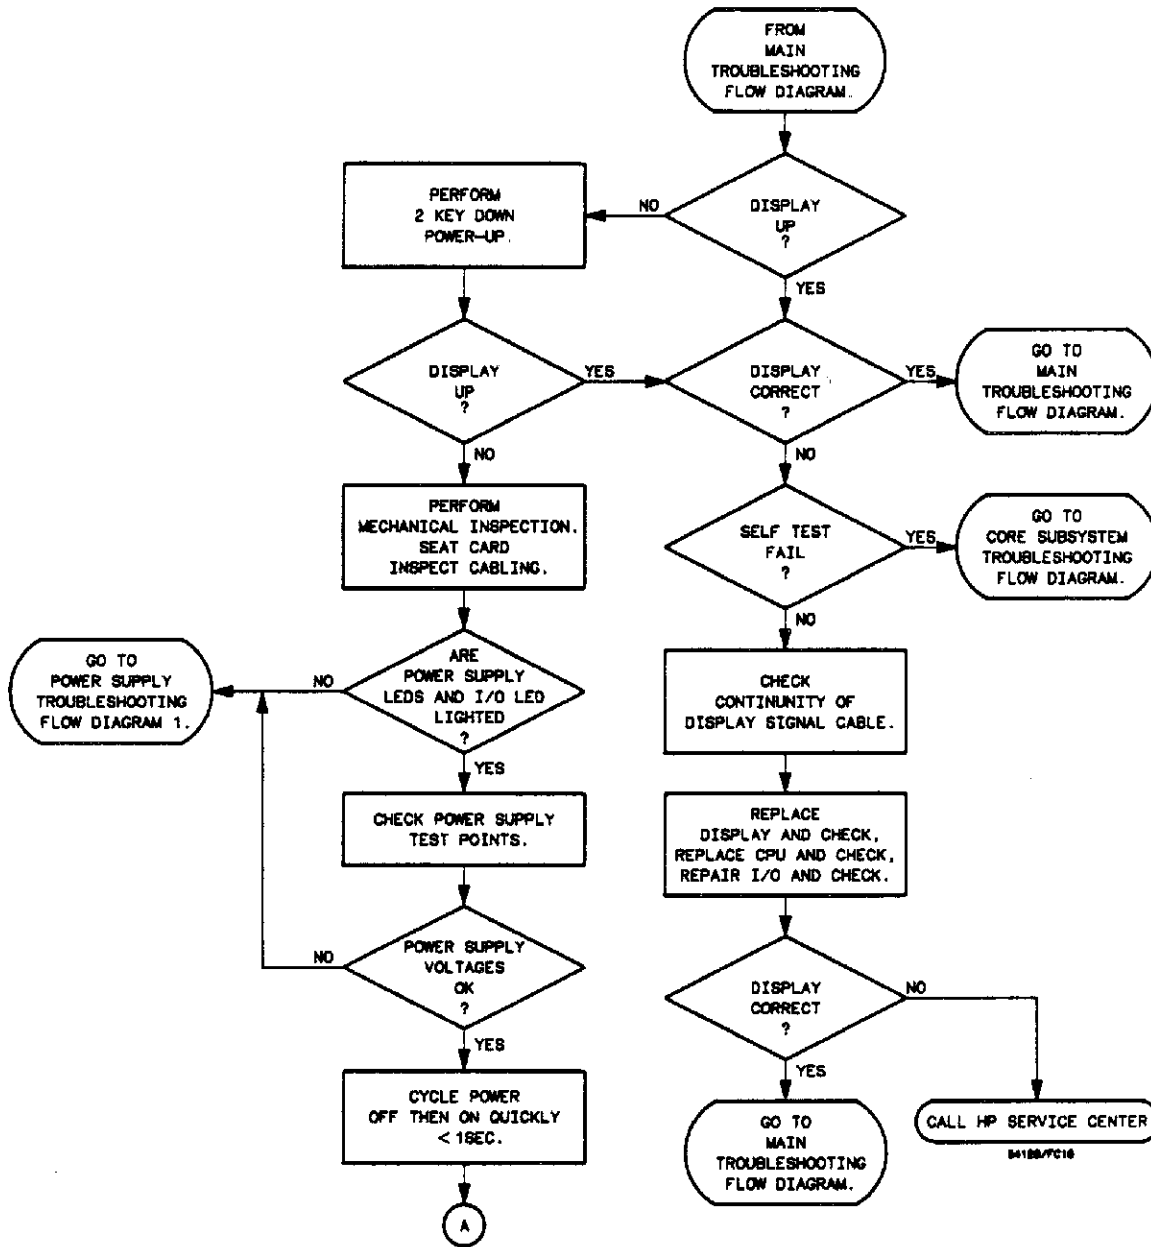 FROM
MAIN
TROUBLESHOOTING
FLOW DIAGRAM.
PERFORM
2 KEY DOWN
POWER-UP.
NO
DISPLAY
UP
?
YES
DISPLAY
UP
?
YES
DISPLAY
CORRECT
?
YES
GO TO
MAIN
TROUBLESHOOTING
FLOW DIAGRAM.
NO
NO
PERFORM
MECHANICAL INSPECTION.
SEAT CARD
INSPECT CABLING.
SELF TEST
FAIL
?
YES
GO TO
CORE SUBSYSTEM
TROUBLESHOOTING
FLOW DIAGRAM.
NO
GO TO
POWER SUPPLY
TROUBLESHOOTING
FLOW DIAGRAM 1.
NO
ARE
POWER SUPPLY
LEDS AND I/O LED
LIGHTED
?
YES
CHECK
CONTINUITY OF
DISPLAY SIGNAL CABLE.
CHECK POWER SUPPLY
TEST POINTS.
REPLACE
DISPLAY AND CHECK,
REPLACE CPU AND CHECK,
REPAIR I/O AND CHECK.
NO
POWER SUPPLY
VOLTAGES
OK
?
YES
DISPLAY
CORRECT
?
NO
YES
CYCLE POWER
OFF THEN ON QUICKLY
<1SEC.
GO TO
MAIN
TROUBLESHOOTING
FLOW DIAGRAM.
CALL HP SERVICE CENTER
A